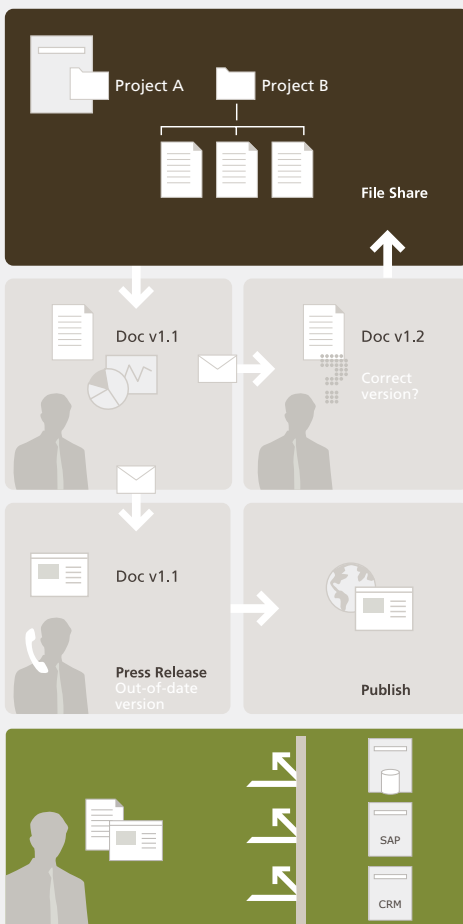 Project A
Project B
File Share
Doc v1.1
Doc v1.2
Correct
version?
Doc v1.1
Press Release
Out-of-date
version
Publish
SAP
CRM